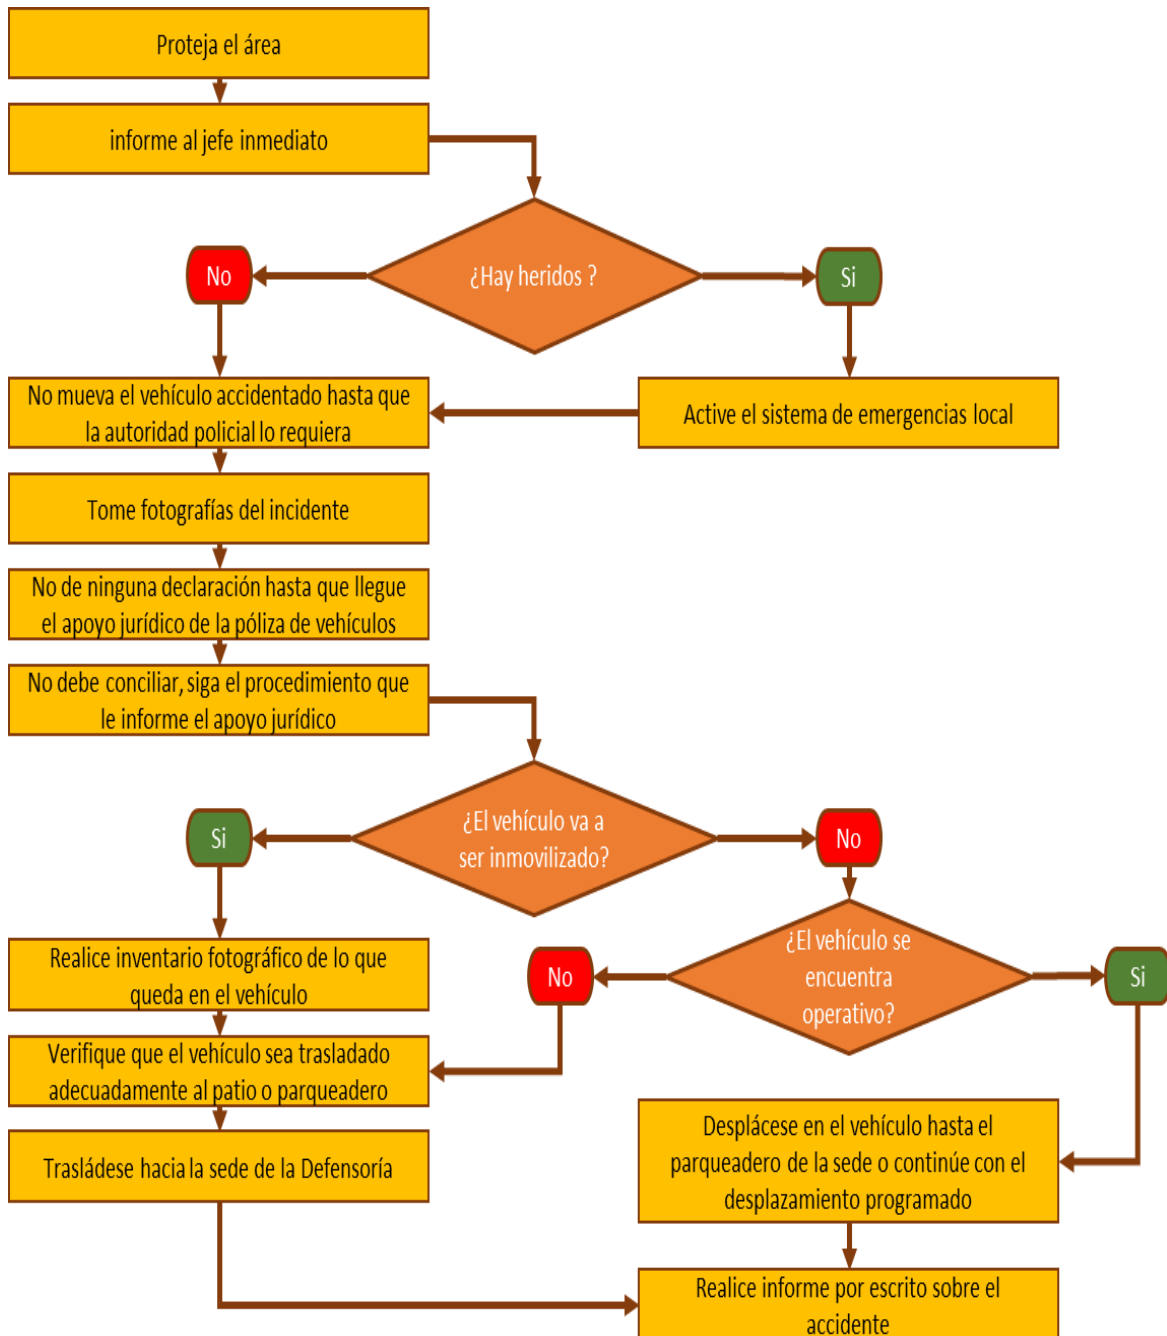 Proteja el área
informe al jefe inmediato
¿Hay heridos ?
No
Si
No mueva el vehículo accidentado hasta que
la autoridad policial lo requiera
Active el sistema de emergencias local
Tome fotografías del incidente
No de ninguna declaración hasta que llegue
el apoyo jurídico de la póliza de vehículos
No debe conciliar, siga el procedimiento que
le informe el apoyo jurídico
¿El vehículo va a
ser inmovilizado?
Si
No
Realice inventario fotográfico de lo que
queda en el vehículo
¿El vehículo se
encuentra
operativo?
No
Si
Verifique que el vehículo sea trasladado
adecuadamente al patio o parqueadero
Trasládese hacia la sede de la Defensoría
Desplácese en el vehículo hasta el
parqueadero de la sede o continúe con el
desplazamiento programado
Realice informe por escrito sobre el
accidente